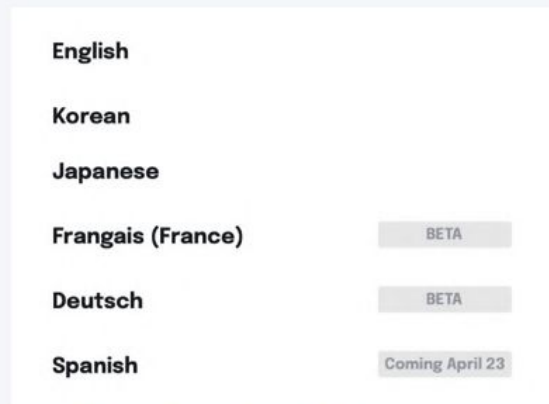 English
Korean
Japanese
Frangais (France) BETA
Deutsch BETA
Spanish Coming April 23